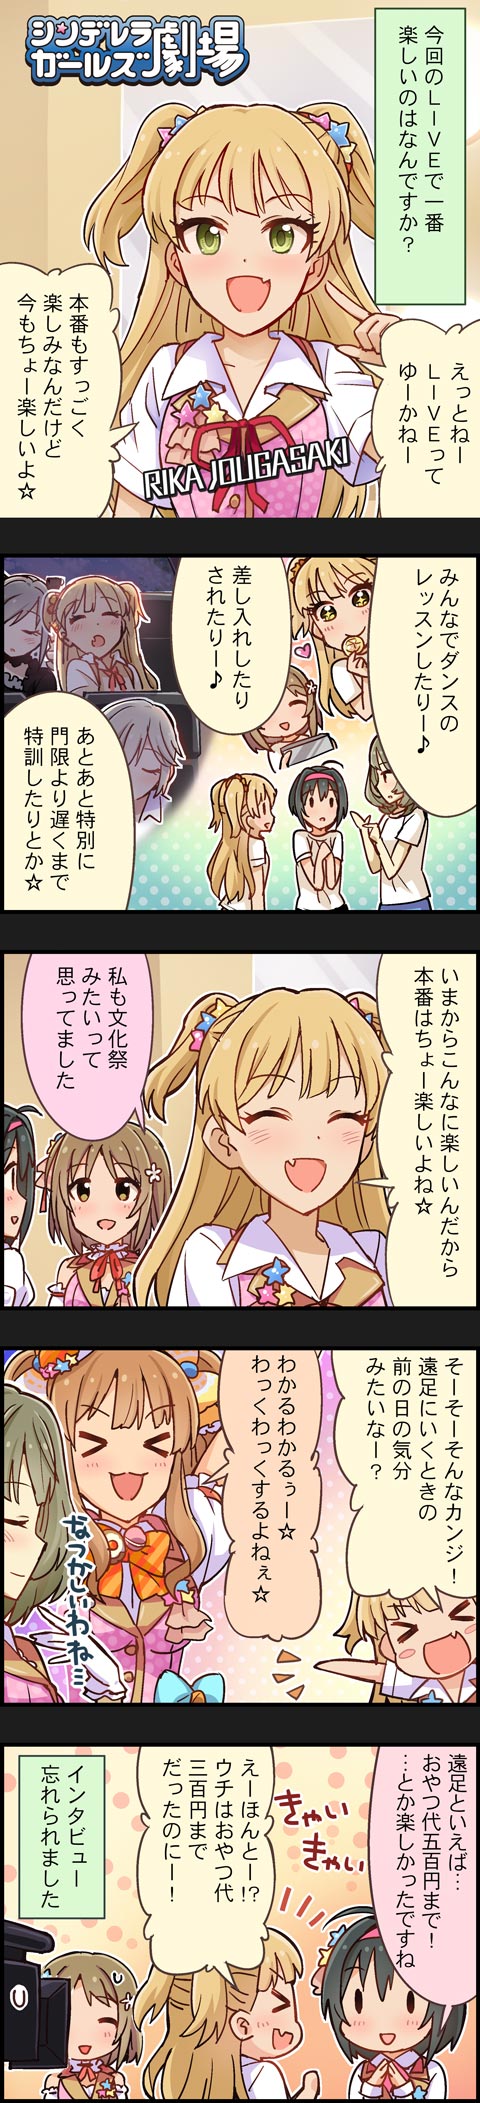 シンデレラ
ガールズ劇場
今回のLIVEで一番
楽しいのはなんですか？
えっとねー
LIVEって
ゆーかねー
本番もすっごく
楽しみなんだけど
今もちょー楽しいよ☆
RIKA JOUGASAKI
みんなでダンスの
レッスンしたりー♪
差し入れしたり
されたりー♪
あとあと特別に
門限より遅くまで
特訓したりとか☆
いまからこんなに楽しいんだから
本番はちょー楽しいよね☆
私も文化祭
みたいって
思ってました
そーそーそんなカンジ！
遠足にいくときの
前の日の気分
みたいなー？
わかるわかるぅー☆
わっくわっくするよねぇ☆
なつかしいわね…
遠足といえば…
おやつ代五百円まで！
…とか楽しかったですね
きゃい
きゃい
えーほんとー!?
ウチはおやつ代
三百円まで
だったのにー！
インタビュー
忘れられました